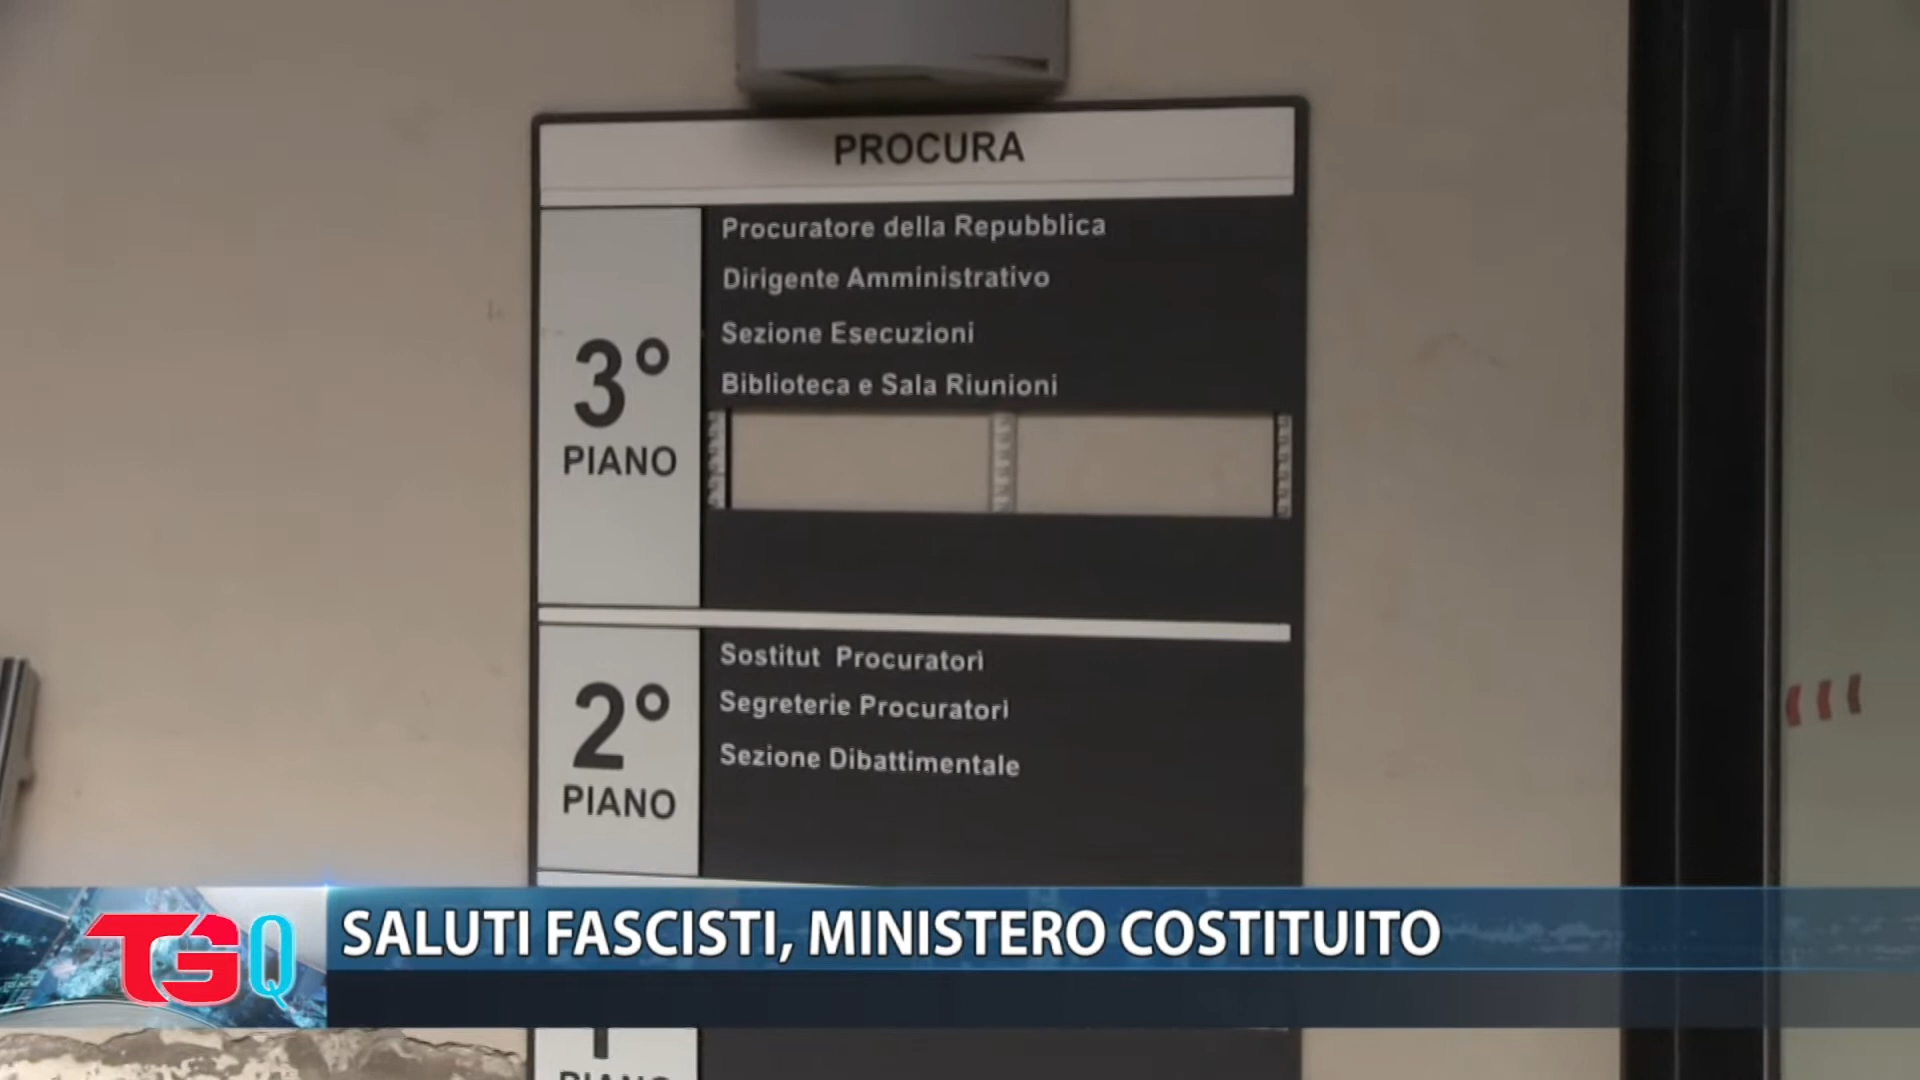 PROCURA
3°
PIANO
Procuratore della Repubblica
Dirigente Amministrativo
Sezione Esecuzioni
Biblioteca e Sala Riunioni
2°
PIANO
Sostitut Procuratori
Segreterie Procuratori
Sezione Dibattimentale
TGQ
SALUTI FASCISTI, MINISTERO COSTITUITO
PIANO